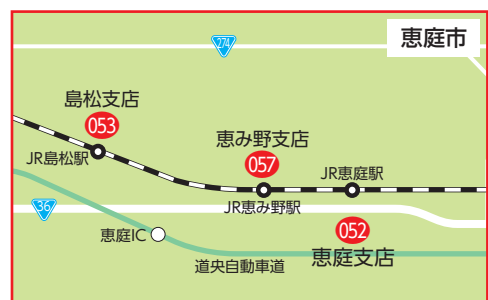 恵庭市
274
島松支店
053
JR島松駅
恵み野支店
057
JR恵み野駅
JR恵庭駅
36
052
恵庭支店
恵庭IC
道央自動車道